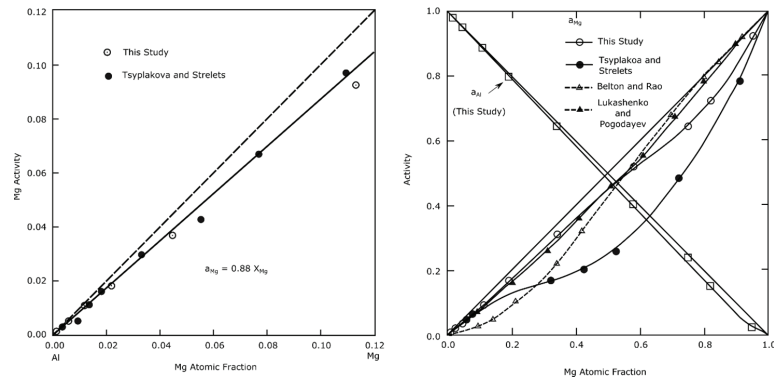 0.12
0.10
0.08
0.06
0.04
0.02
0.00
Mg Activity
This Study
Tsyplakova and Strelets
a_Mg = 0.88 X_Mg
0.00 0.02 0.04 0.06 0.08 0.10 0.12
Al Mg
Mg Atomic Fraction
1.0
0.8
0.6
0.4
0.2
0.0
Activity
a_Mg
This Study
Tsyplakoa and
Strelets
Belton and Rao
Lukashenko
and
Pogodayev
a_Al
(This Study)
0.0 0.2 0.4 0.6 0.8 1.0
Mg Atomic Fraction